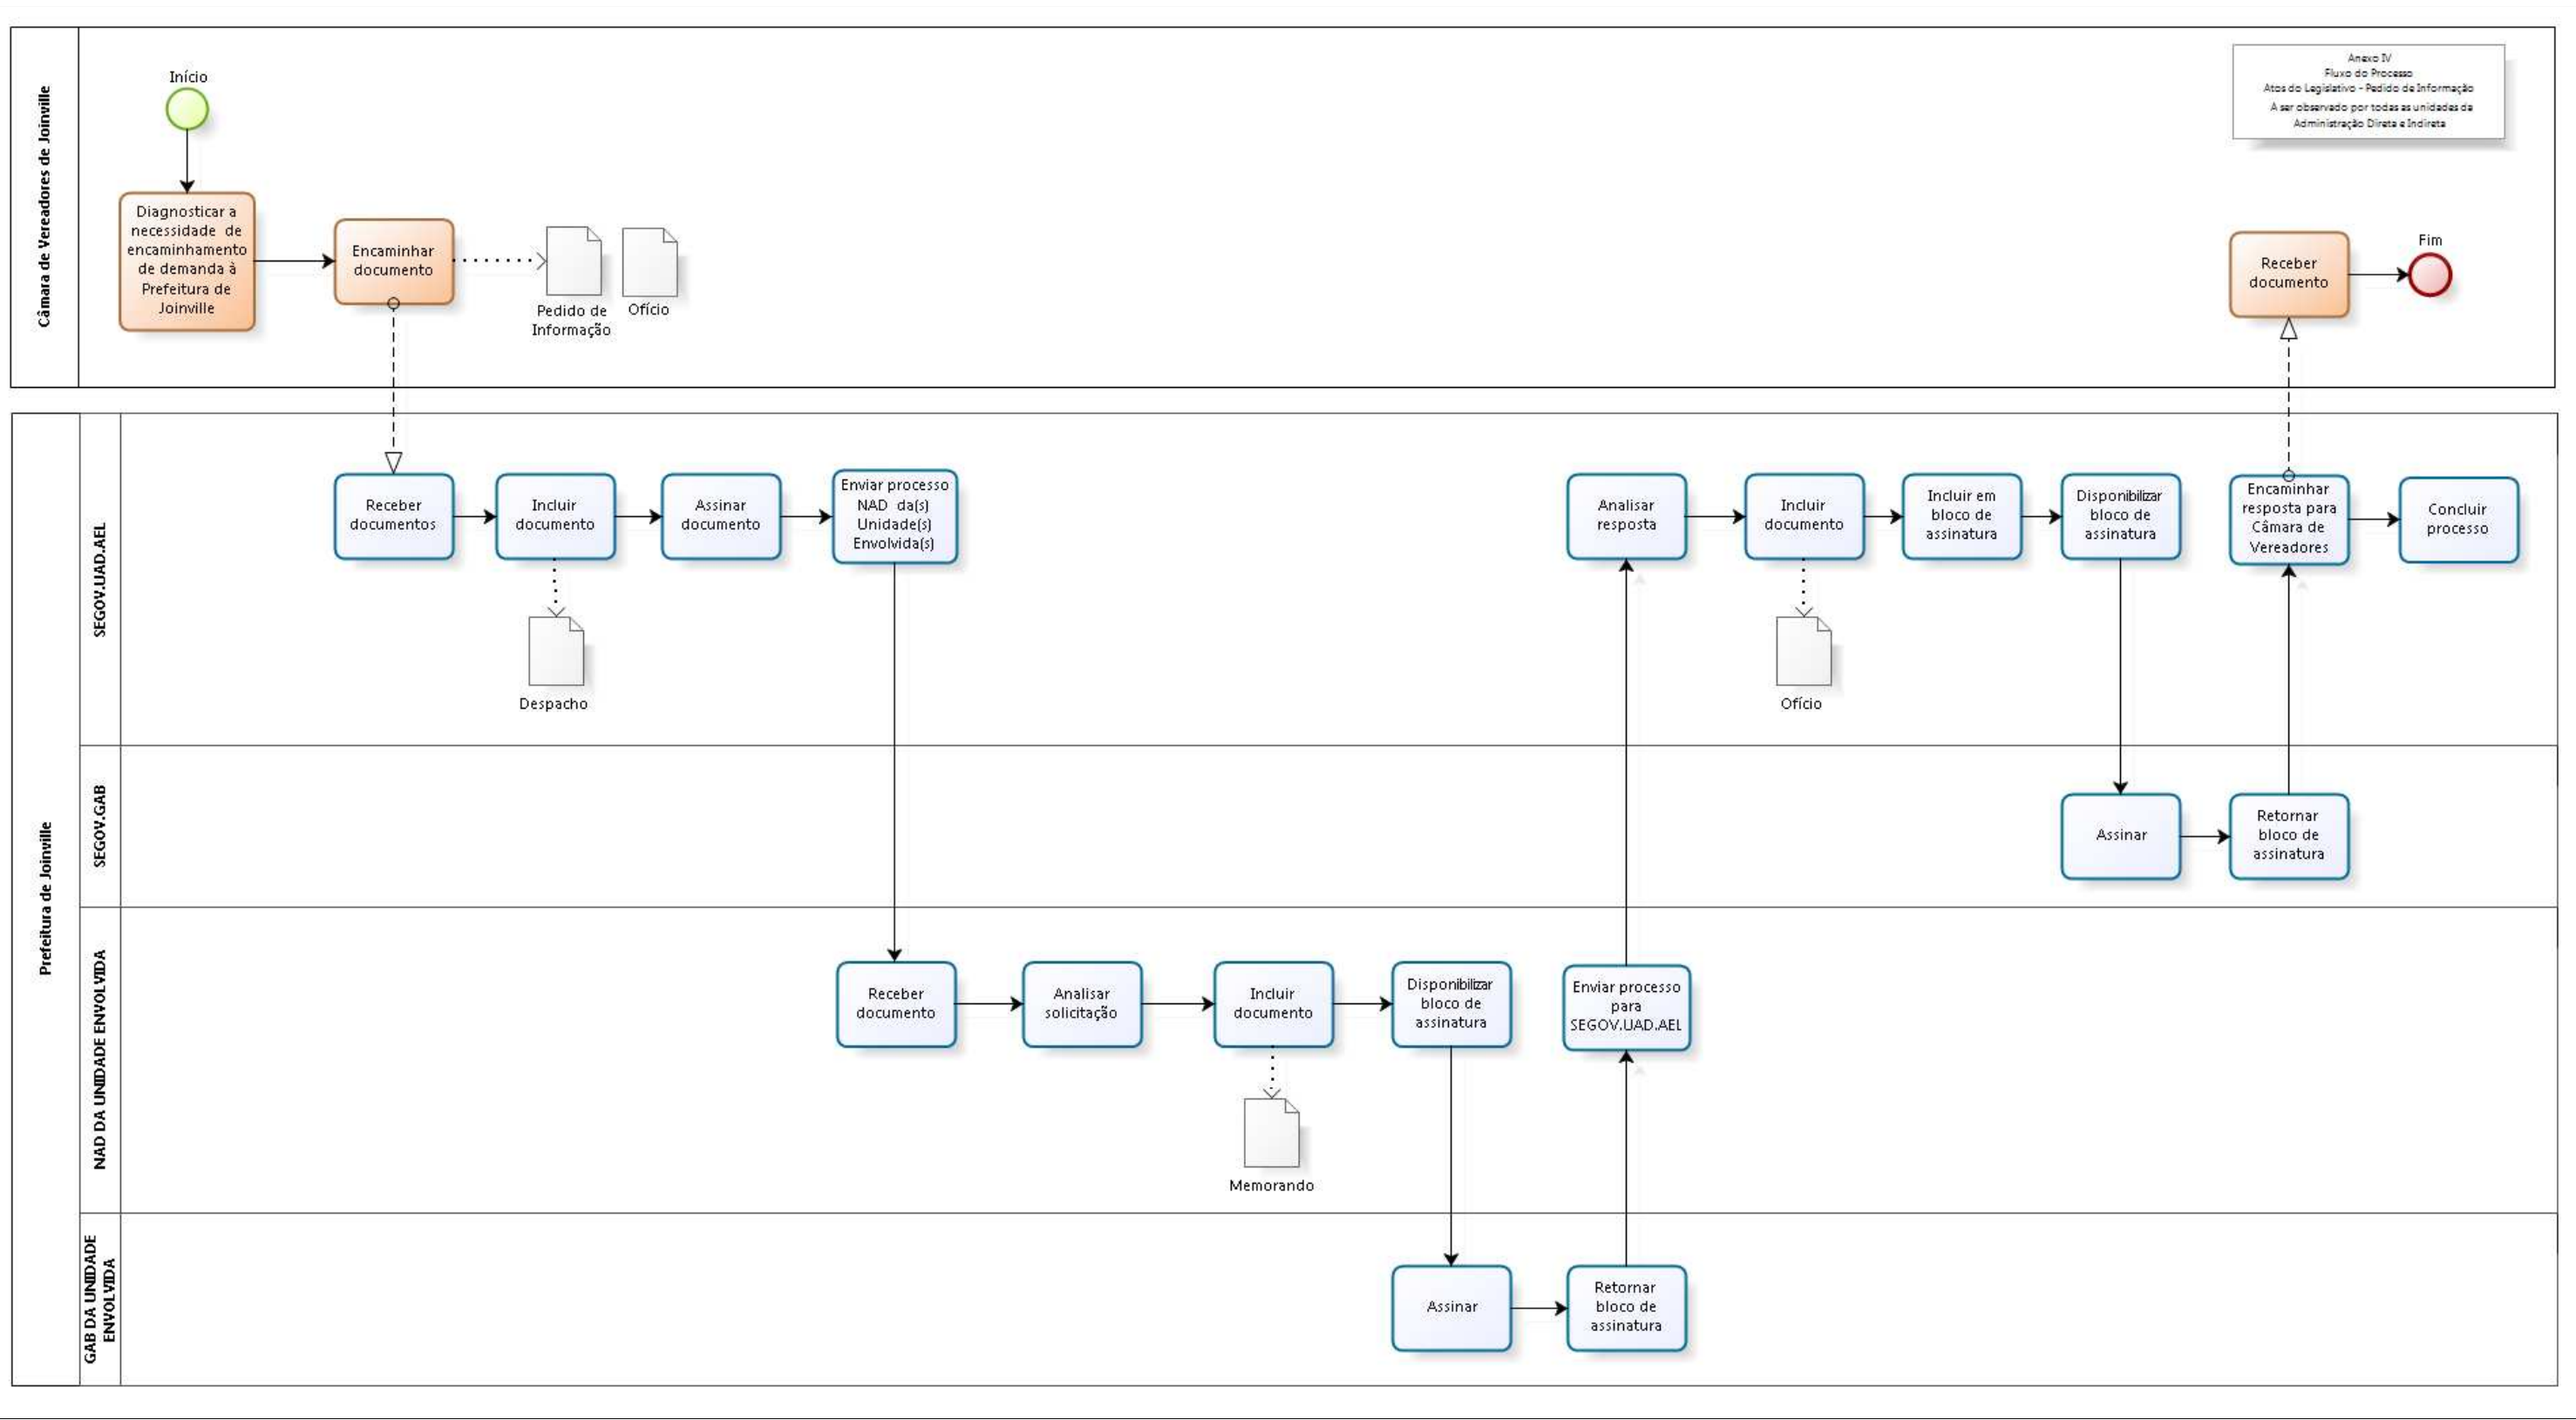 Câmara de Vereadores de Joinville
Início
Diagnosticar a
necessidade de
encaminhamento
de demanda à
Prefeitura de
Joinville
Encaminhar
documento
Pedido de
Informação
Ofício
Anexo IV
Fluxo do Processo
Atos do Legislativo - Pedido de Informação
A ser observado por todas as unidades da
Administração Direta e Indireta
Receber
documento
Fim
Prefeitura de Joinville
SEGOV.UAD.AEL
Receber
documentos
Incluir
documento
Despacho
Assinar
documento
Enviar processo
NAD da(s)
Unidade(s)
Envolvida(s)
Analisar
resposta
Incluir
documento
Ofício
Incluir em
bloco de
assinatura
Disponibilizar
bloco de
assinatura
Encaminhar
resposta para
Câmara de
Vereadores
Concluir
processo
SEGOV.GAB
Assinar
Retornar
bloco de
assinatura
NAD DA UNIDADE ENVOLVIDA
Receber
documento
Analisar
solicitação
Incluir
documento
Memorando
Disponibilizar
bloco de
assinatura
Enviar processo
para
SEGOV.UAD.AEL
GAB DA UNIDADE
ENVOLVIDA
Assinar
Retornar
bloco de
assinatura